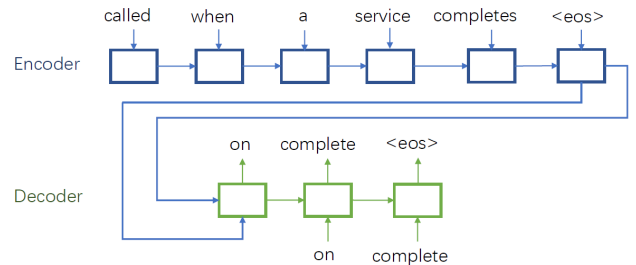 called when a service completes <eos>
Encoder
on complete <eos>
Decoder
on complete